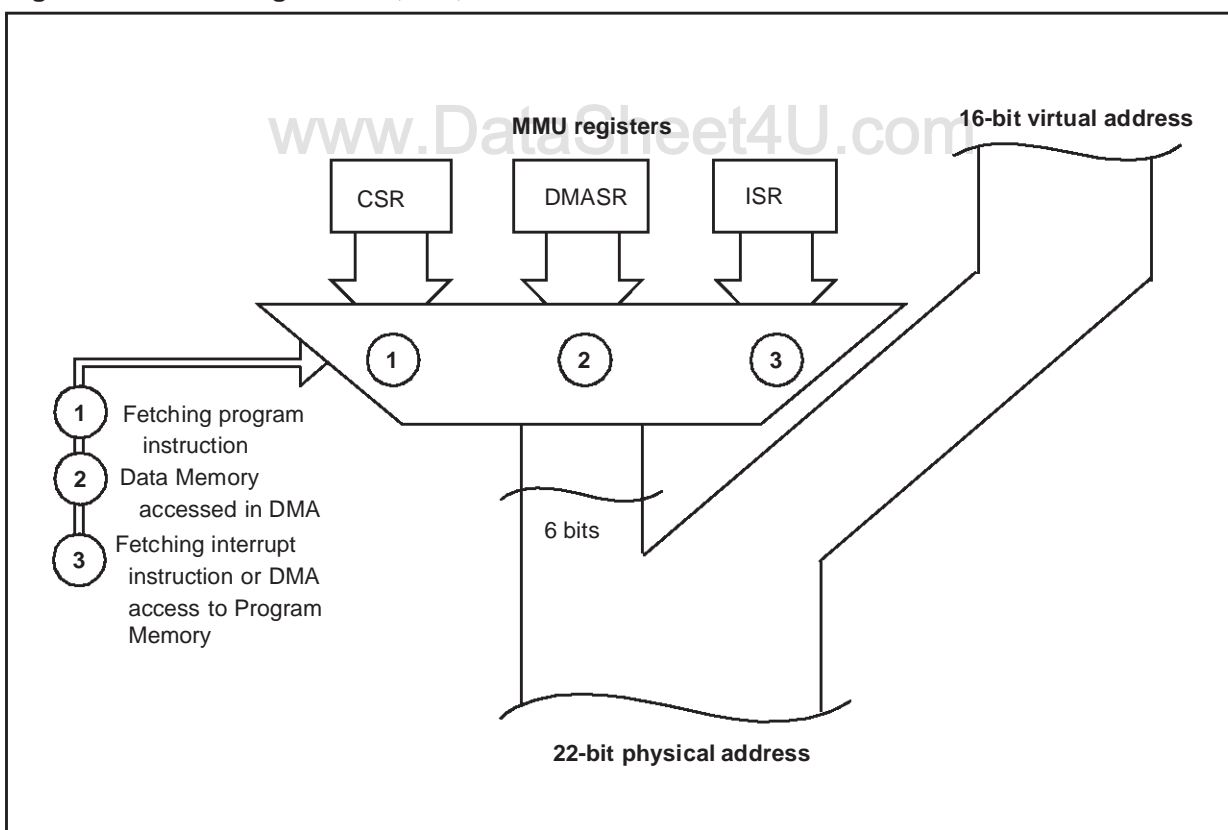 www.DataSheet4U.com
MMU registers
16-bit virtual address
CSR
DMASR
ISR
1
2
3
1
Fetching program
instruction
2
Data Memory
accessed in DMA
3
Fetching interrupt
instruction or DMA
access to Program
Memory
6 bits
22-bit physical address